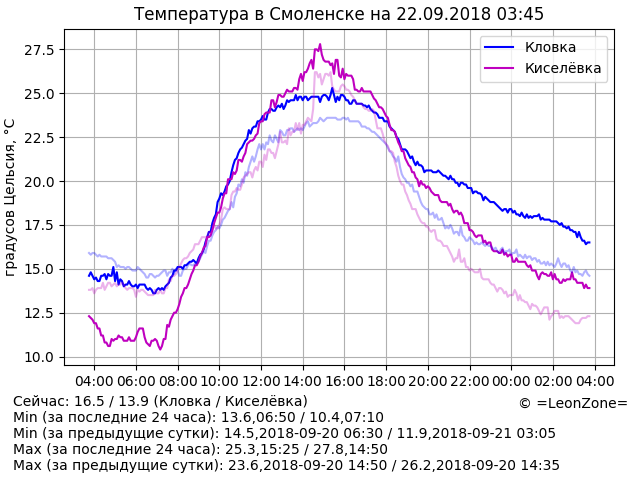 Температура в Смоленске на 22.09.2018 03:45
Кловка
Киселёвка
градусов Цельсия, °C
27.5
25.0
22.5
20.0
17.5
15.0
12.5
10.0
04:00 06:00 08:00 10:00 12:00 14:00 16:00 18:00 20:00 22:00 00:00 02:00 04:00
Сейчас: 16.5 / 13.9 (Кловка / Киселёвка)
© =LeonZone=
Min (за последние 24 часа): 13.6,06:50 / 10.4,07:10
Min (за предыдущие сутки): 14.5,2018-09-20 06:30 / 11.9,2018-09-21 03:05
Max (за последние 24 часа): 25.3,15:25 / 27.8,14:50
Max (за предыдущие сутки): 23.6,2018-09-20 14:50 / 26.2,2018-09-20 14:35